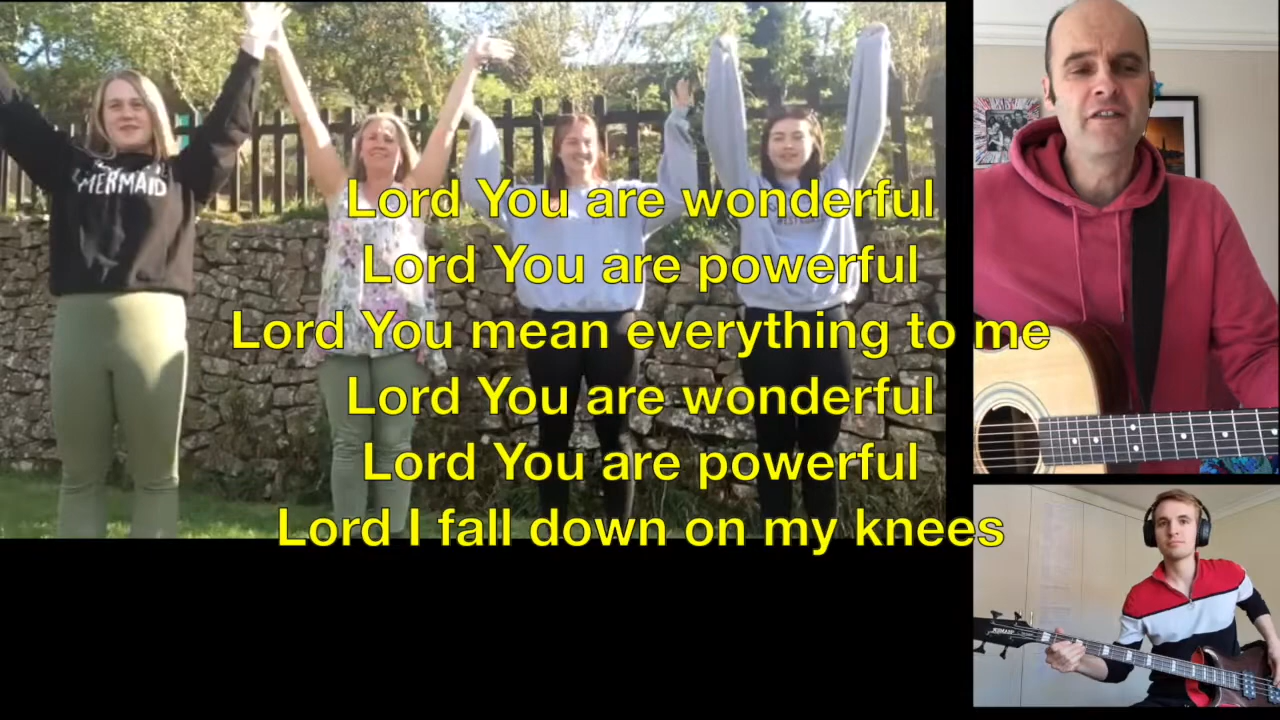 MERMAID
Lord You are wonderful
Lord You are powerful
Lord You mean everything to me
Lord You are wonderful
Lord You are powerful
Lord I fall down on my knees